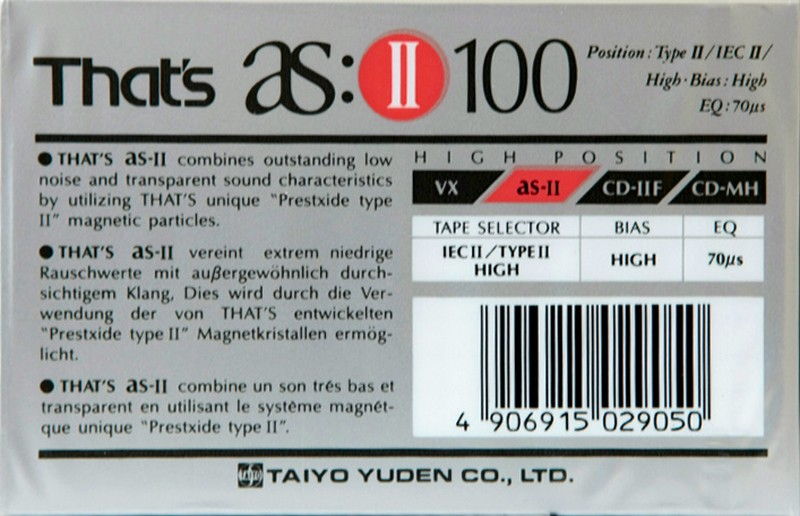 That's as:II 100
Position : Type II/IEC II/
High · Bias : High
EQ : 70µs
● THAT'S as-II combines outstanding low
noise and transparent sound characteristics
by utilizing THAT'S unique "Prestxide type
II" magnetic particles.
● THAT'S as-II vereint extrem niedrige
Rauschwerte mit außergewöhnlich durch-
sichtigem Klang, Dies wird durch die Ver-
wendung der von THAT'S entwickelten
"Prestxide type II" Magnetkristallen ermög-
licht.
● THAT'S as-II combine un son trés bas et
transparent en utilisant le systême magnét-
que unique "Prestxide type II".
HIGH POSITION
VX as-II CD-IIF CD-MH
TAPE SELECTOR BIAS EQ
IEC II/TYPE II HIGH 70µs
HIGH
4 906915 029050
TAIYO YUDEN CO., LTD.